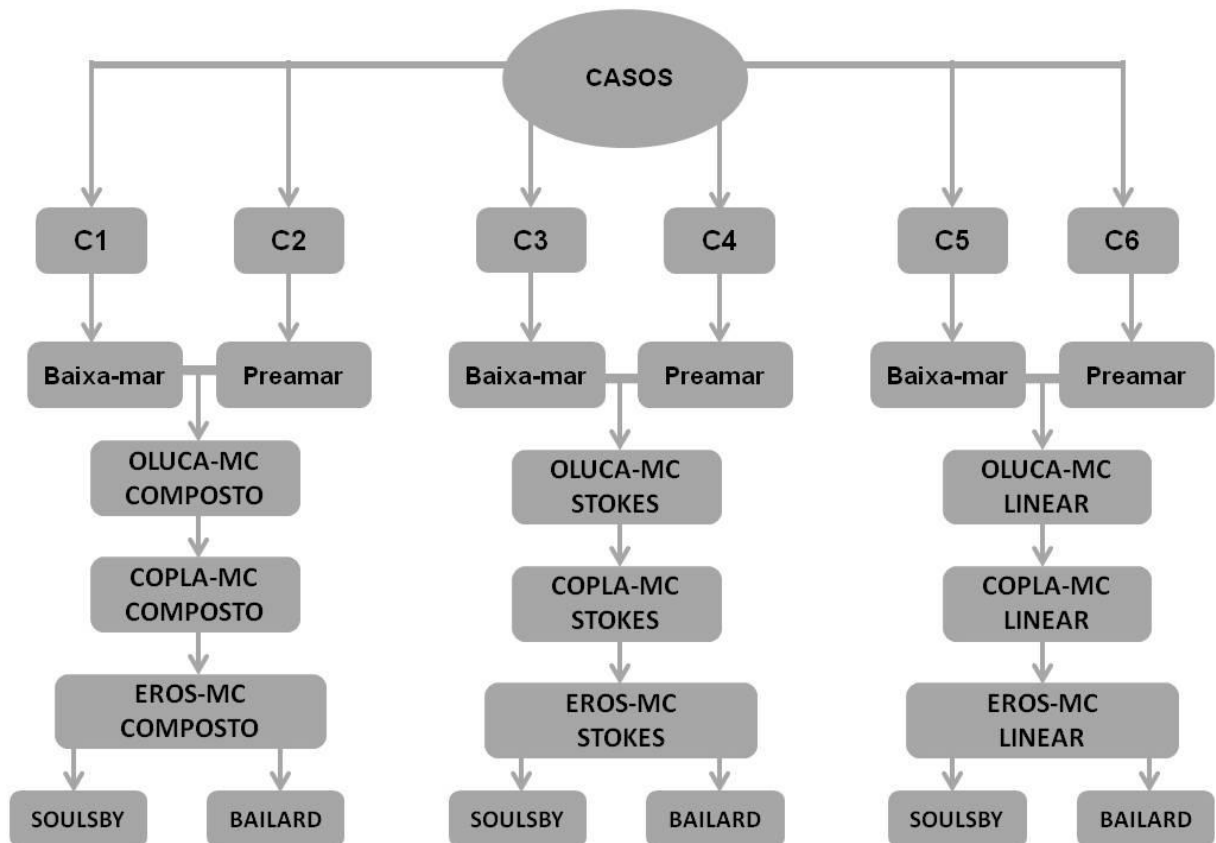 CASOS
C1
C2
C3
C4
C5
C6
Baixa-mar
Preamar
Baixa-mar
Preamar
Baixa-mar
Preamar
OLUCA-MC
COMPOSTO
OLUCA-MC
STOKES
OLUCA-MC
LINEAR
COPLA-MC
COMPOSTO
COPLA-MC
STOKES
COPLA-MC
LINEAR
EROS-MC
COMPOSTO
EROS-MC
STOKES
EROS-MC
LINEAR
SOULSBY
BAILARD
SOULSBY
BAILARD
SOULSBY
BAILARD